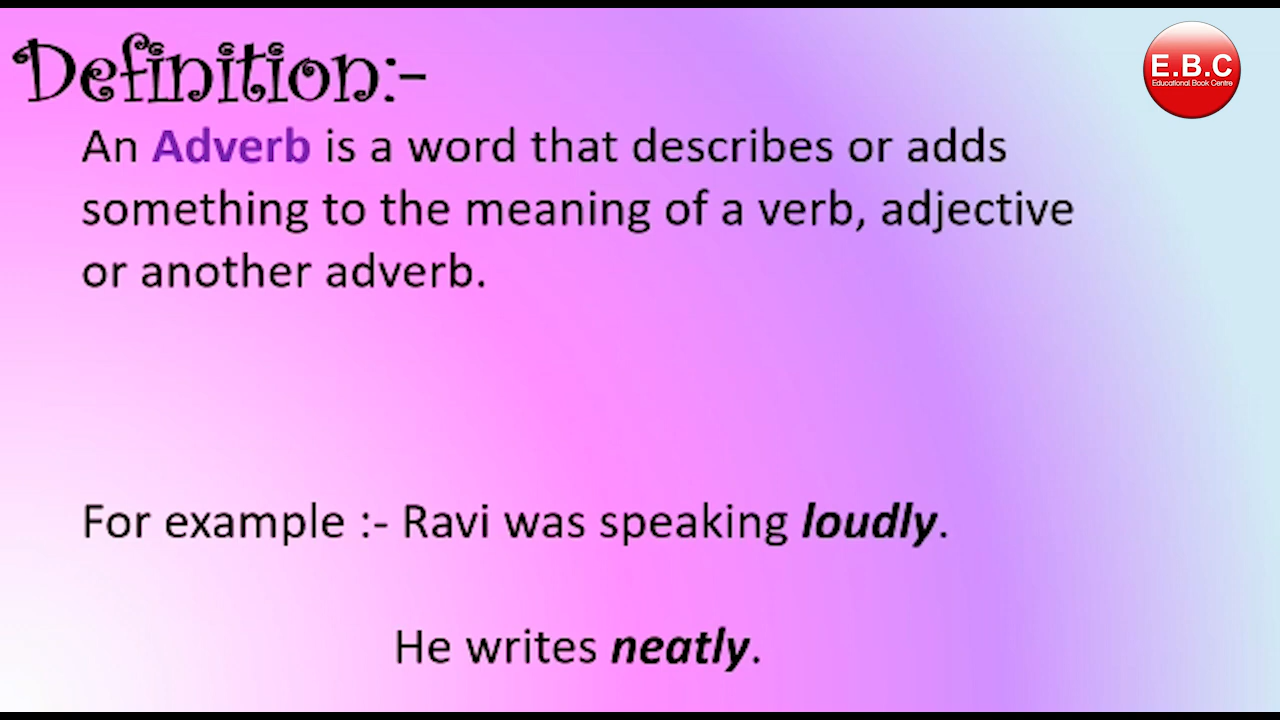 Definition:-
E.B.C
Educational Book Centre
An Adverb is a word that describes or adds
something to the meaning of a verb, adjective
or another adverb.
For example :- Ravi was speaking loudly.
He writes neatly.